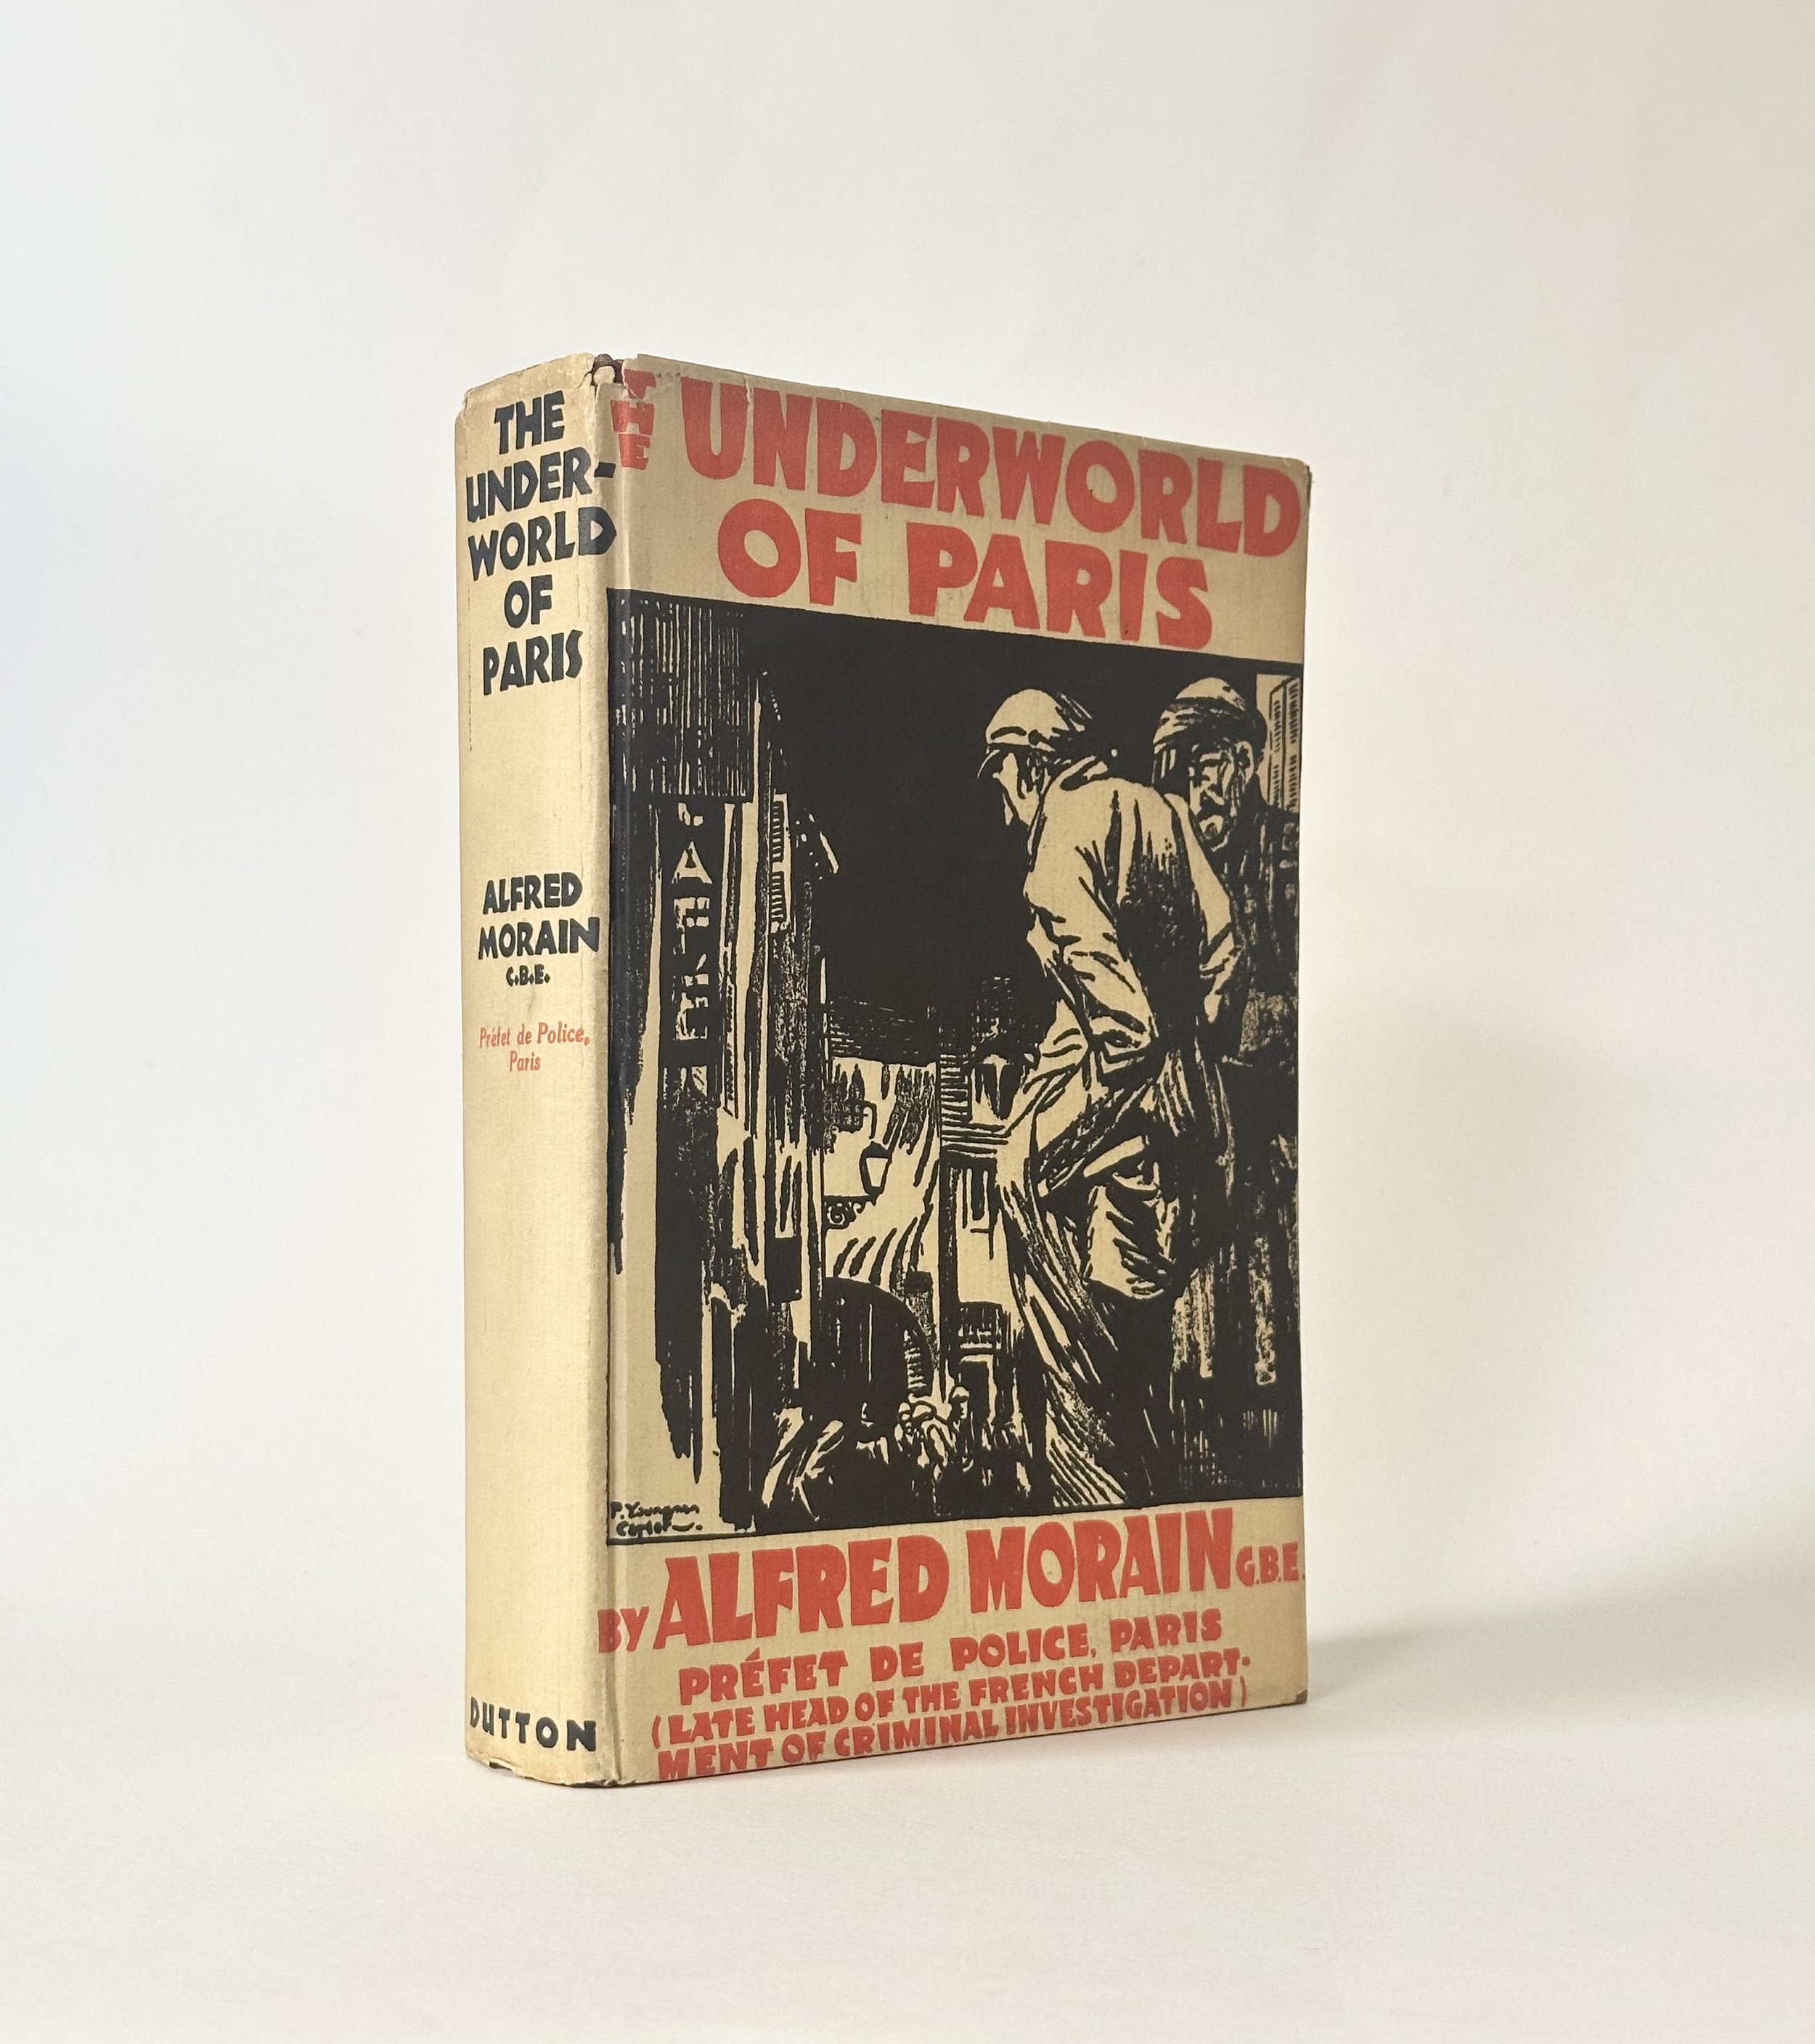 THE
UNDER-
WORLD
OF
PARIS
ALFRED
MORAIN
C.B.E.
Préfet de Police,
Paris
DUTTON
THE UNDERWORLD
OF PARIS
CAFÉ
BY ALFRED MORAIN G.B.E.
PRÉFET DE POLICE, PARIS
(LATE HEAD OF THE FRENCH DEPART-
MENT OF CRIMINAL INVESTIGATION)